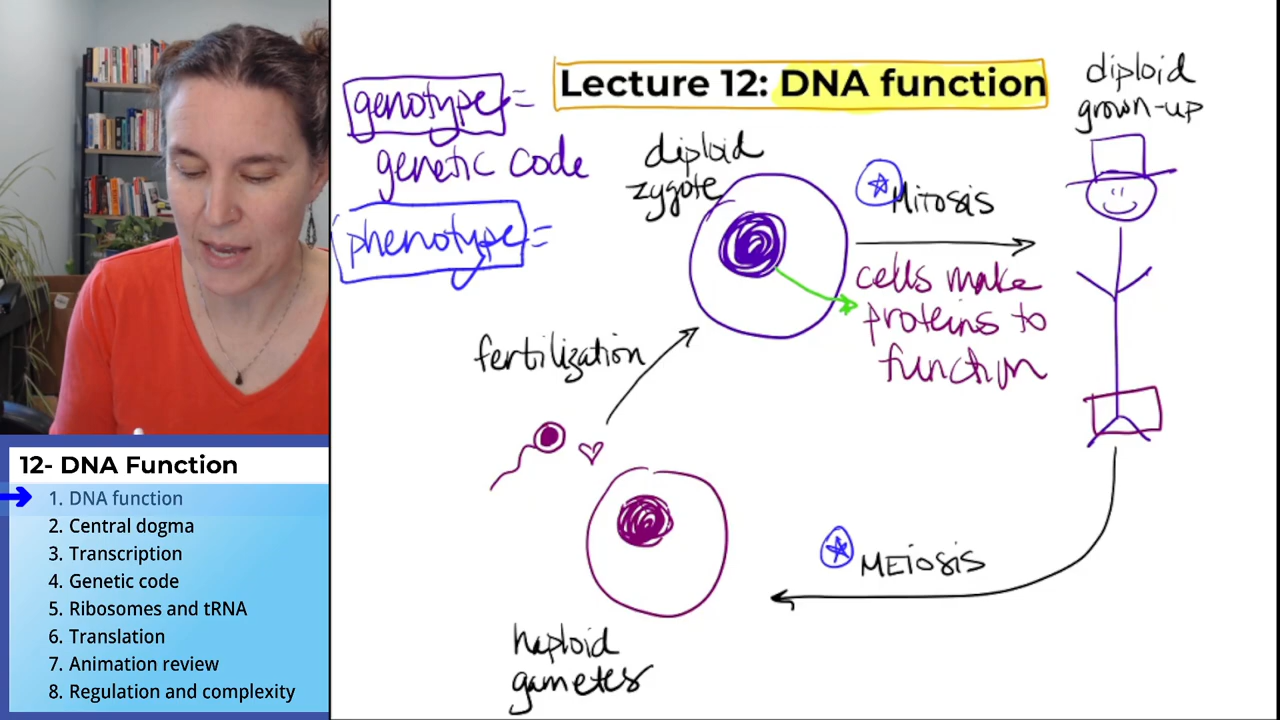 Lecture 12: DNA function
genotype =
genetic code
phenotype =
diploid
zygote
Mitosis
cells make
proteins to
function
diploid
grown-up
fertilization
MEiosis
haploid
gametes
12- DNA Function
1. DNA function
2. Central dogma
3. Transcription
4. Genetic code
5. Ribosomes and tRNA
6. Translation
7. Animation review
8. Regulation and complexity